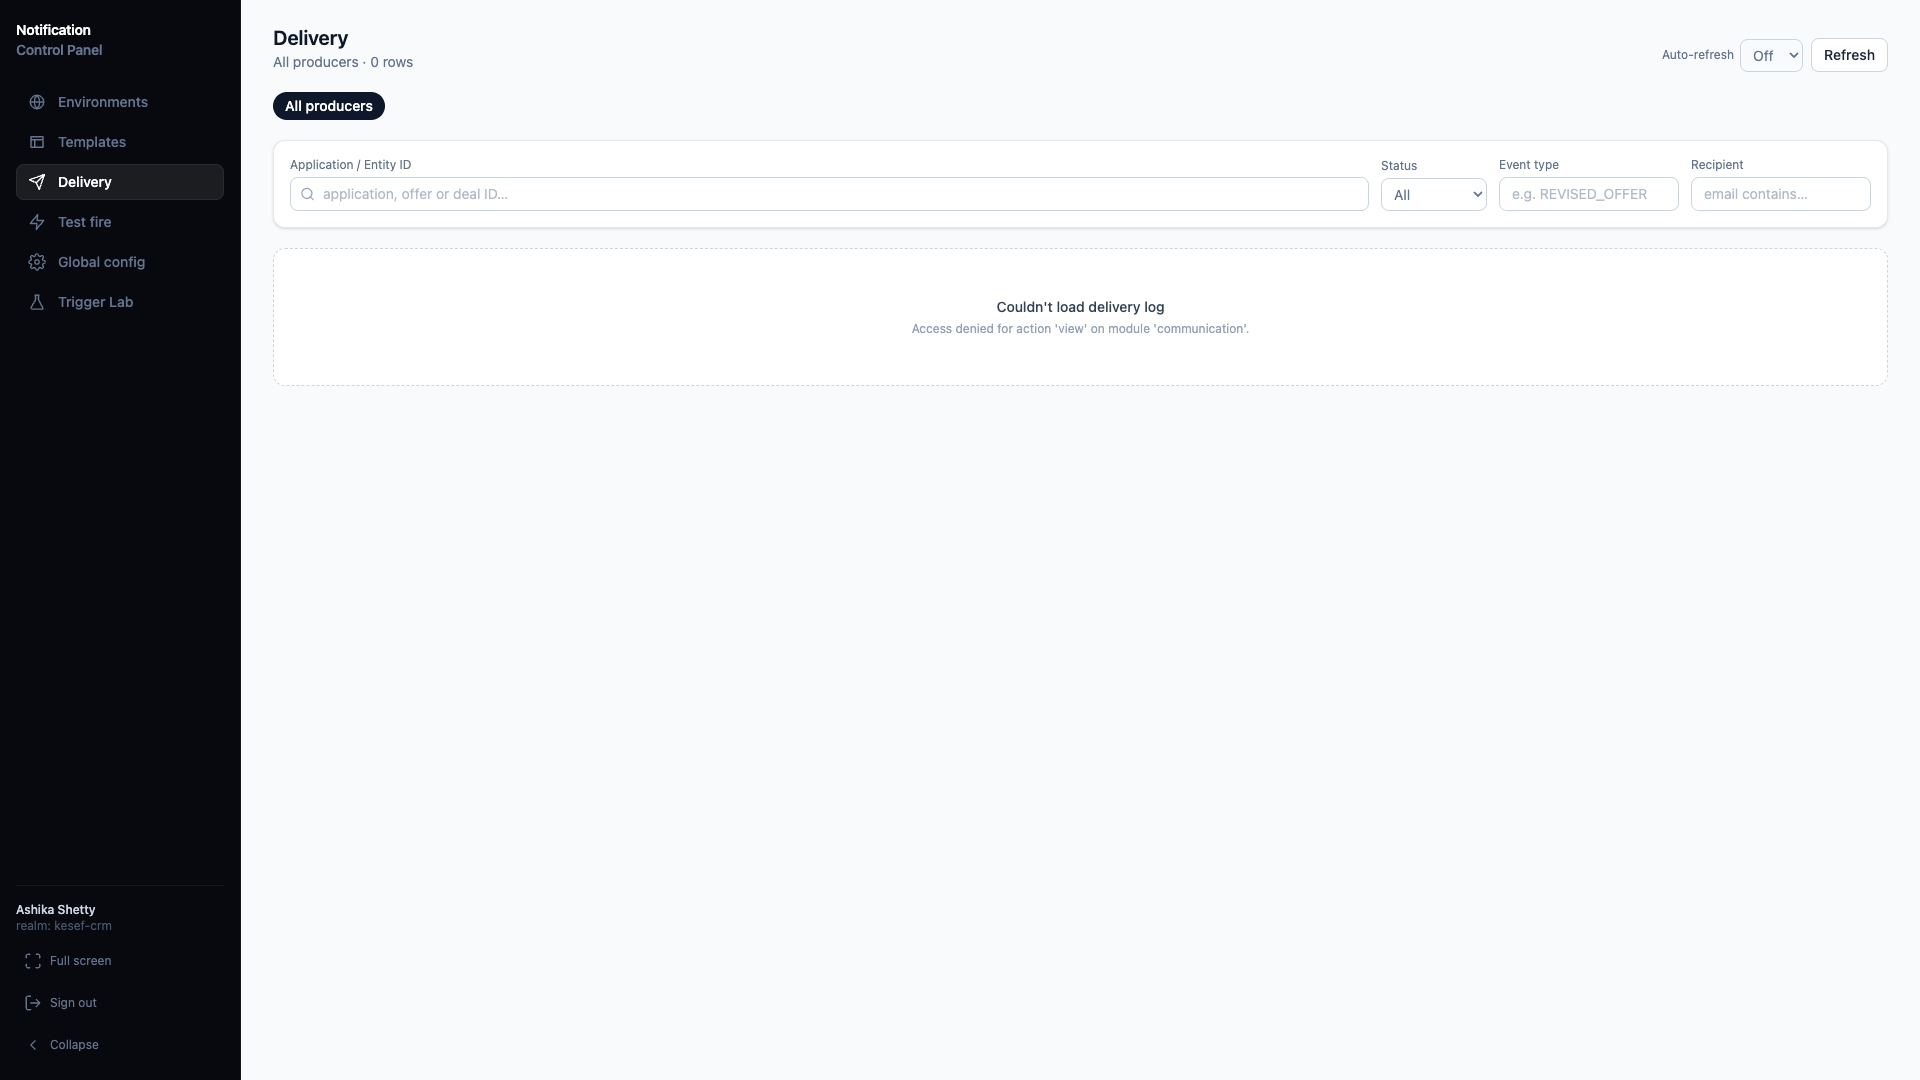 Notification
Control Panel
Environments
Templates
Delivery
Test fire
Global config
Trigger Lab
Ashika Shetty
realm: kesef-crm
Full screen
Sign out
Collapse
Delivery
All producers · 0 rows
Auto-refresh
Off
Refresh
All producers
Application / Entity ID
application, offer or deal ID...
Status
All
Event type
e.g. REVISED_OFFER
Recipient
email contains...
Couldn't load delivery log
Access denied for action 'view' on module 'communication'.